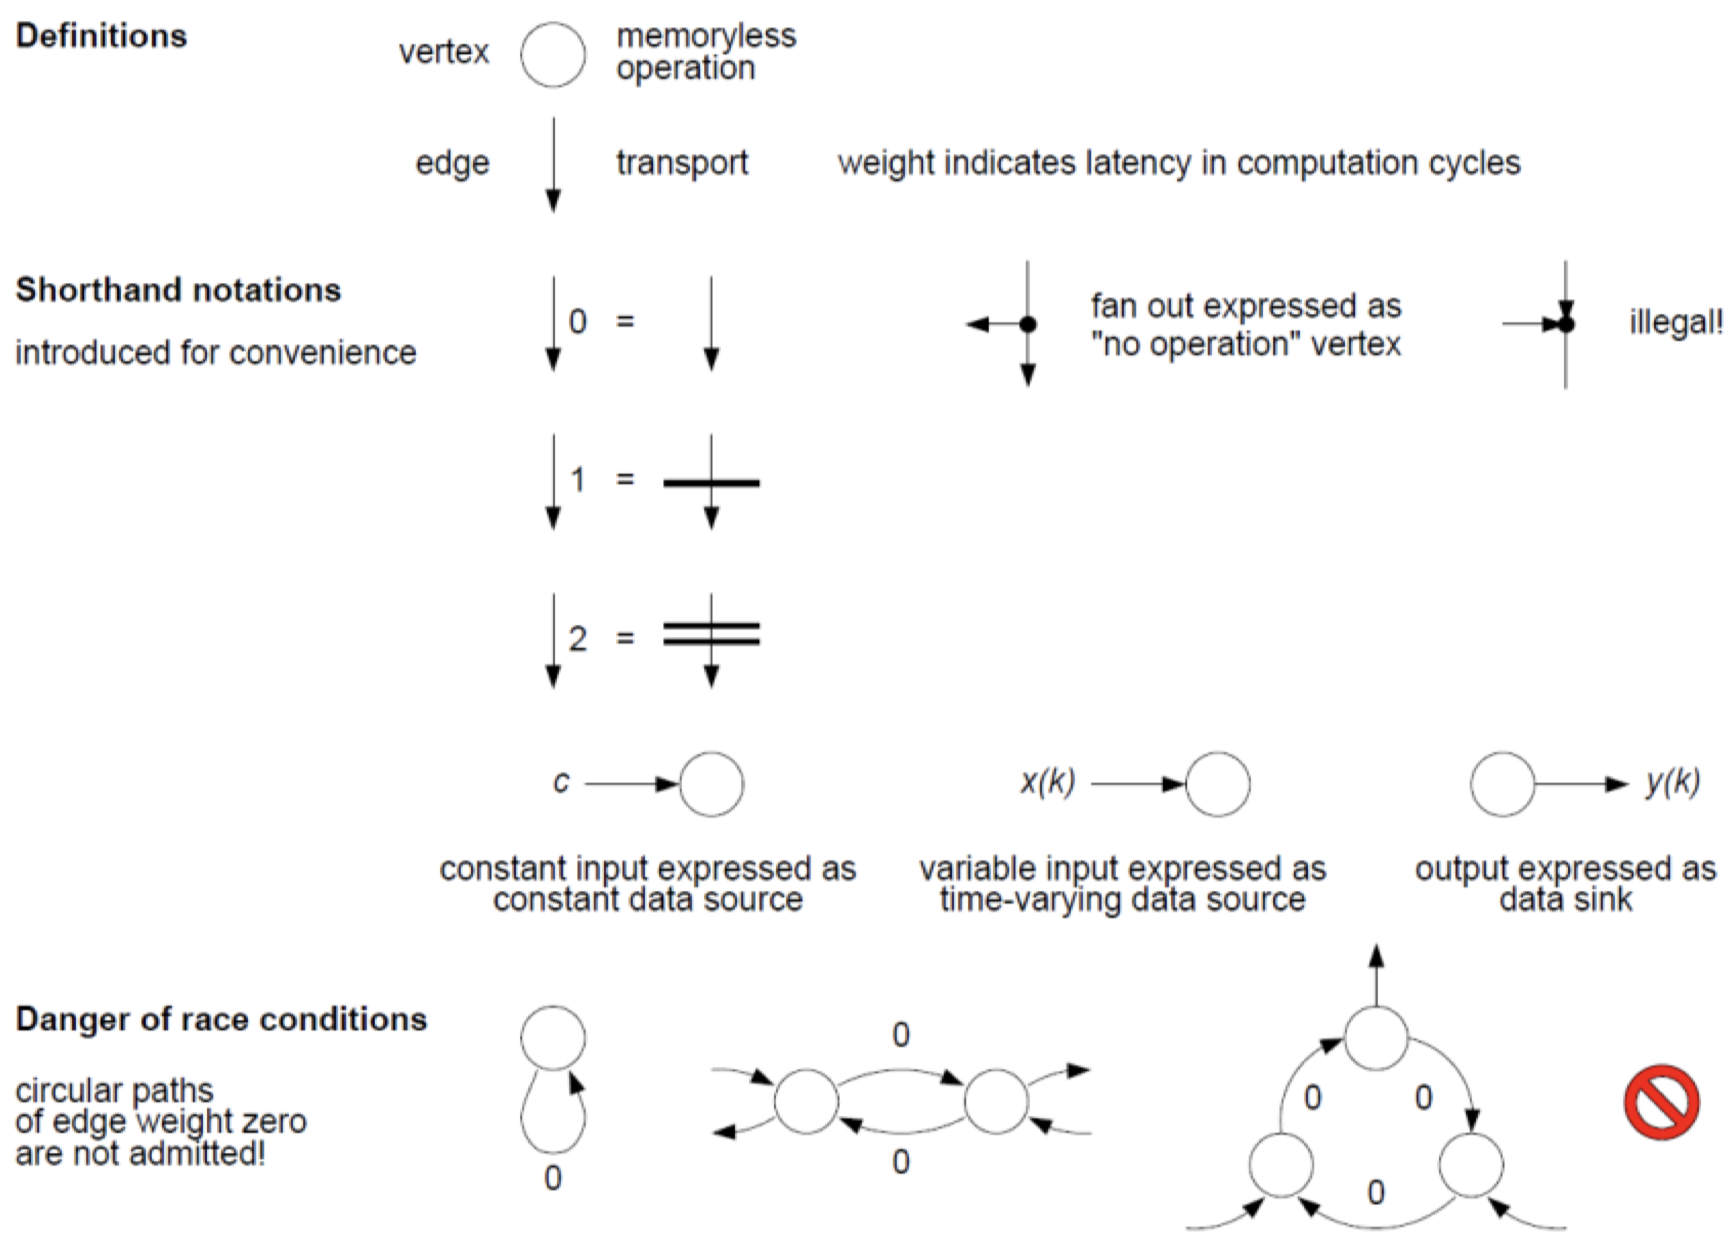 Definitions
vertex
memoryless
operation
edge
transport
weight indicates latency in computation cycles
Shorthand notations
introduced for convenience
0 =
fan out expressed as
"no operation" vertex
illegal!
1 =
2 =
c
x(k)
y(k)
constant input expressed as
constant data source
variable input expressed as
time-varying data source
output expressed as
data sink
Danger of race conditions
circular paths
of edge weight zero
are not admitted!
0
0
0
0
0
0